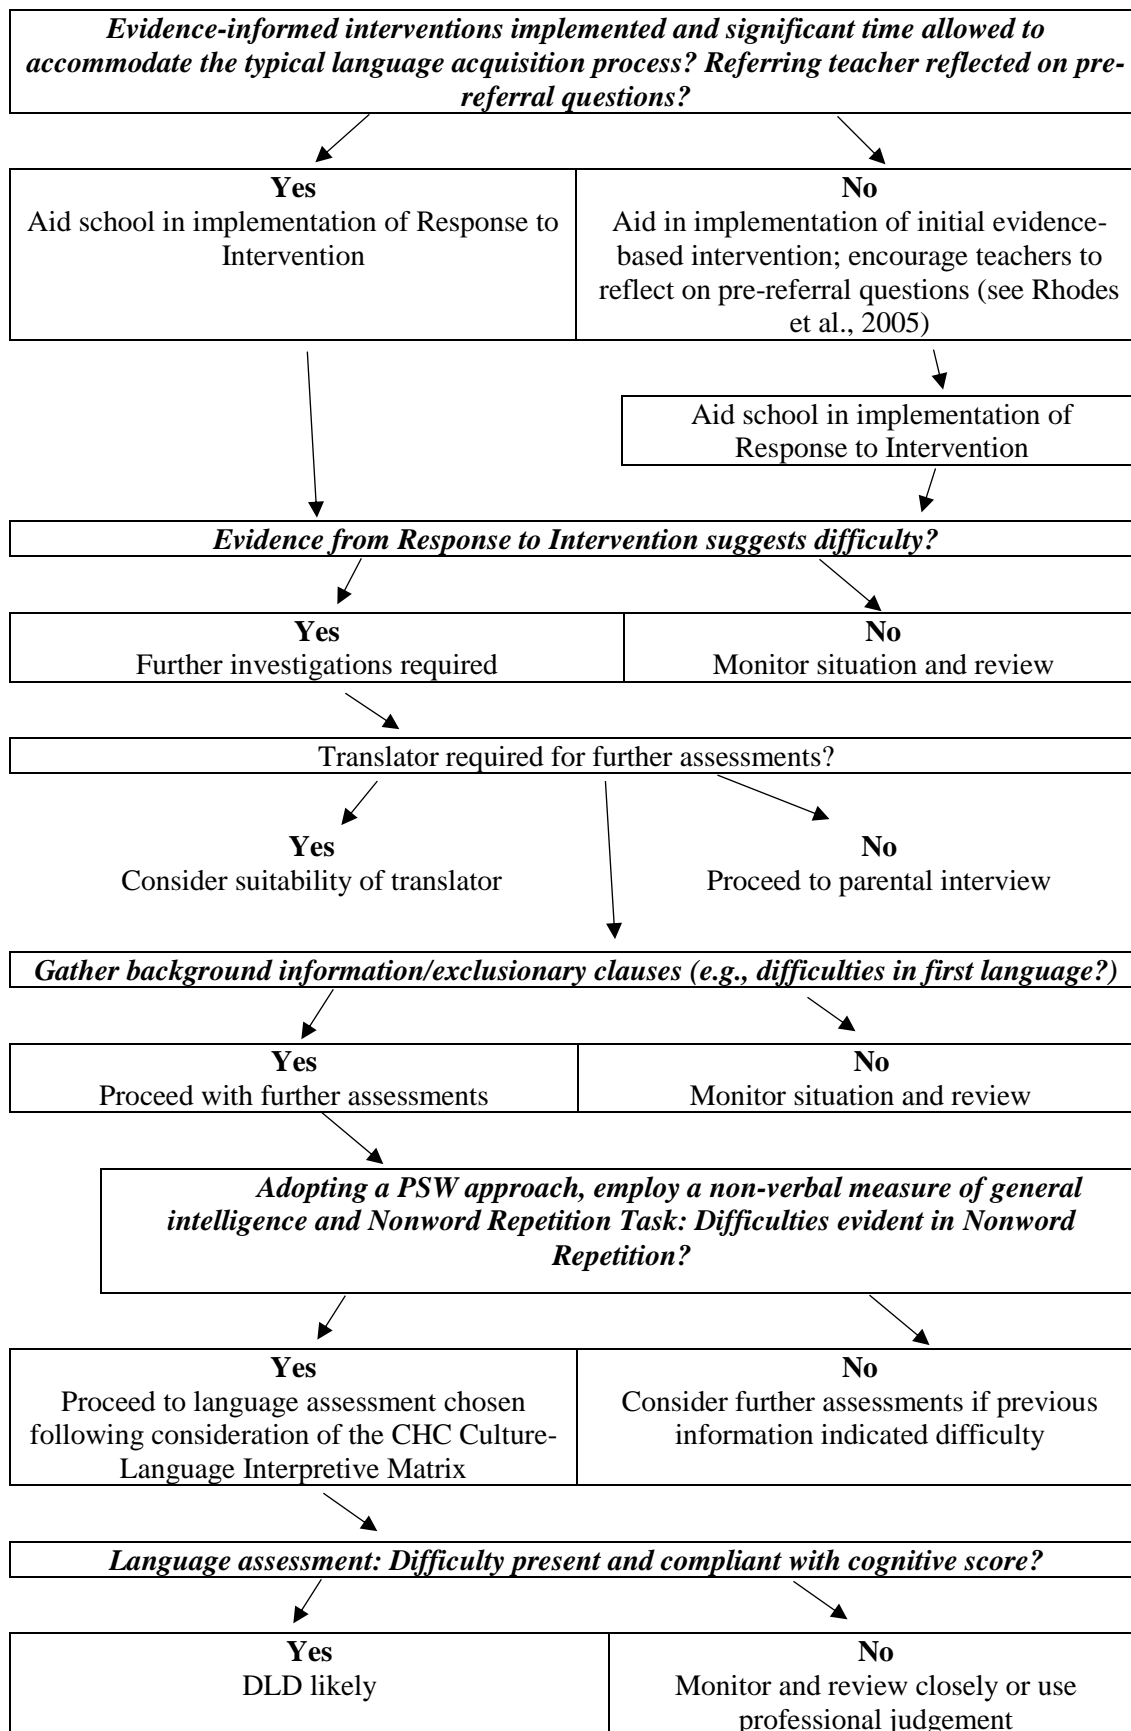 Evidence-informed interventions implemented and significant time allowed to
accommodate the typical language acquisition process? Referring teacher reflected on pre-
referral questions?
Yes
Aid school in implementation of Response to
Intervention
No
Aid in implementation of initial evidence-
based intervention; encourage teachers to
reflect on pre-referral questions (see Rhodes
et al., 2005)
Aid school in implementation of
Response to Intervention
Evidence from Response to Intervention suggests difficulty?
Yes
Further investigations required
No
Monitor situation and review
Translator required for further assessments?
Yes
Consider suitability of translator
No
Proceed to parental interview
Gather background information/exclusionary clauses (e.g., difficulties in first language?)
Yes
Proceed with further assessments
No
Monitor situation and review
Adopting a PSW approach, employ a non-verbal measure of general
intelligence and Nonword Repetition Task: Difficulties evident in Nonword
Repetition?
Yes
Proceed to language assessment chosen
following consideration of the CHC Culture-
Language Interpretive Matrix
No
Consider further assessments if previous
information indicated difficulty
Language assessment: Difficulty present and compliant with cognitive score?
Yes
DLD likely
No
Monitor and review closely or use
professional judgement